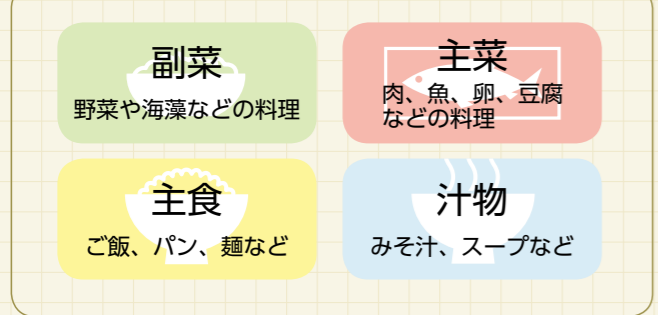 副菜
野菜や海藻などの料理
主菜
肉、魚、卵、豆腐
などの料理
主食
ご飯、パン、麺など
汁物
みそ汁、スープなど